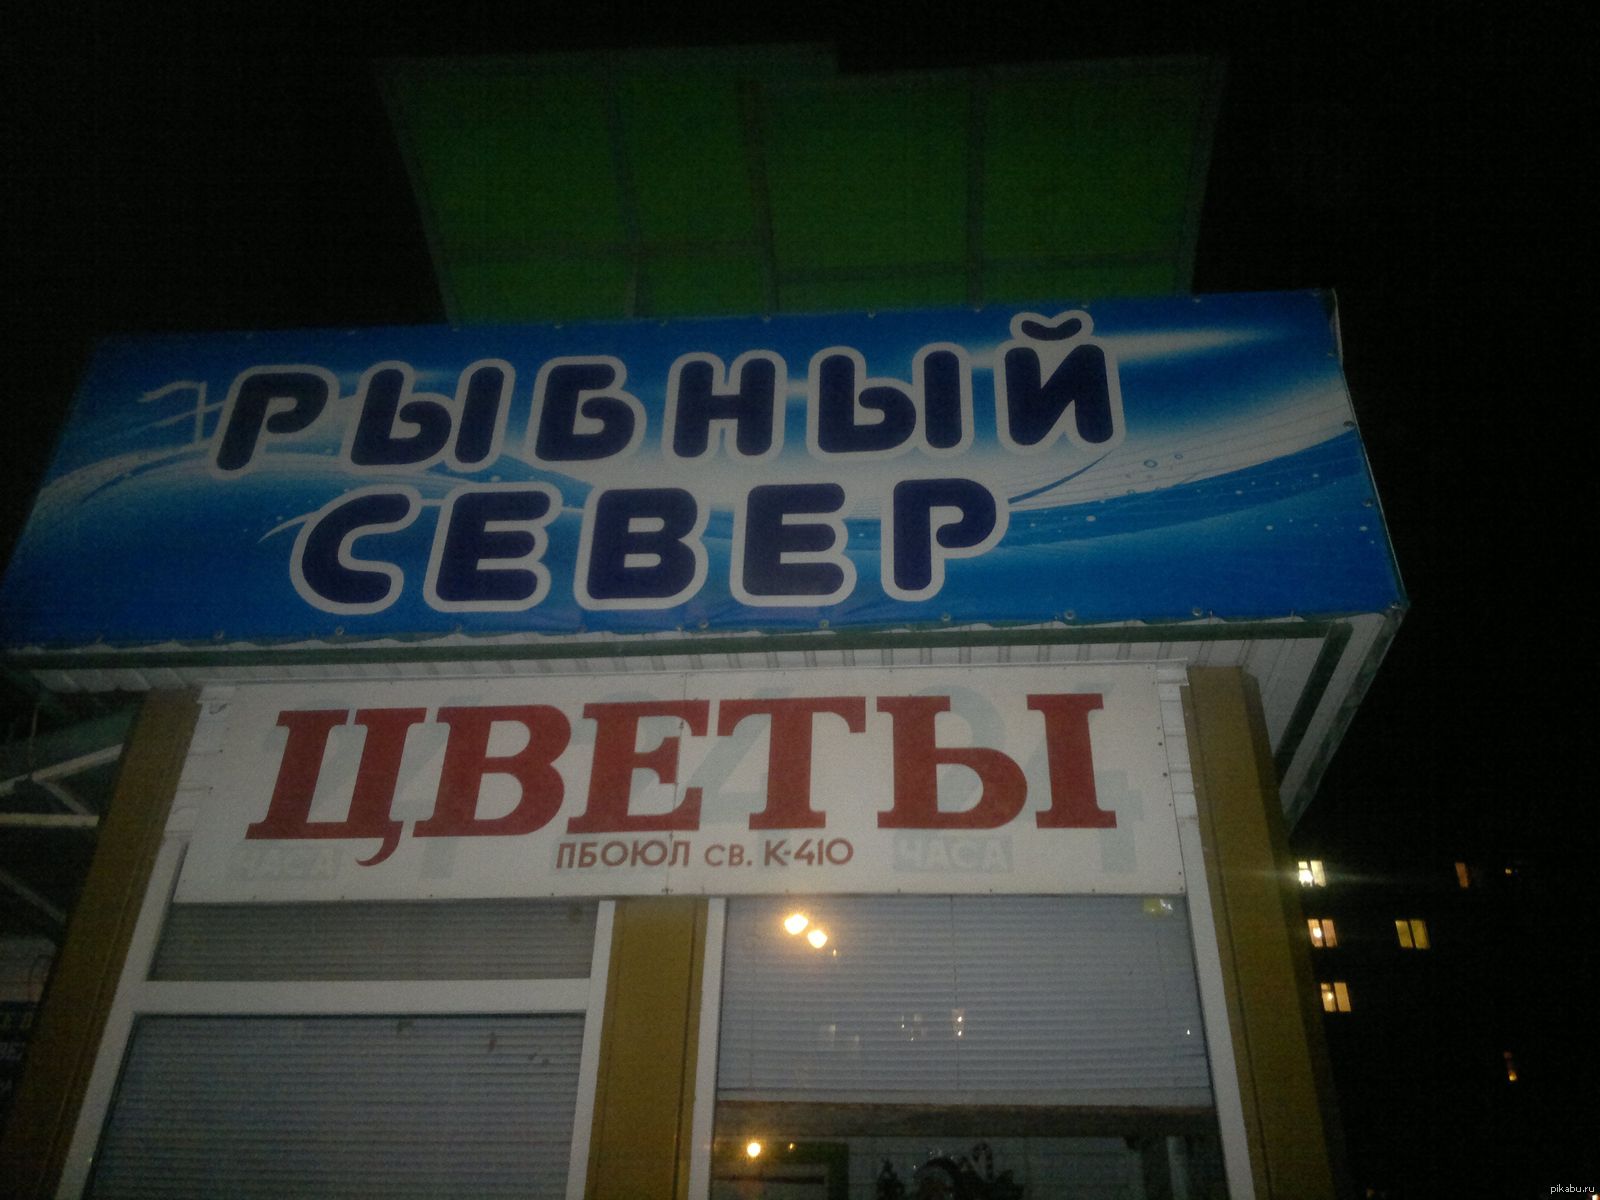 РЫБНЫЙ
СЕВЕР
ЦВЕТЫ
ПБОЮЛ св. К-410
ЧАСА ЧАСА
pikabu.ru